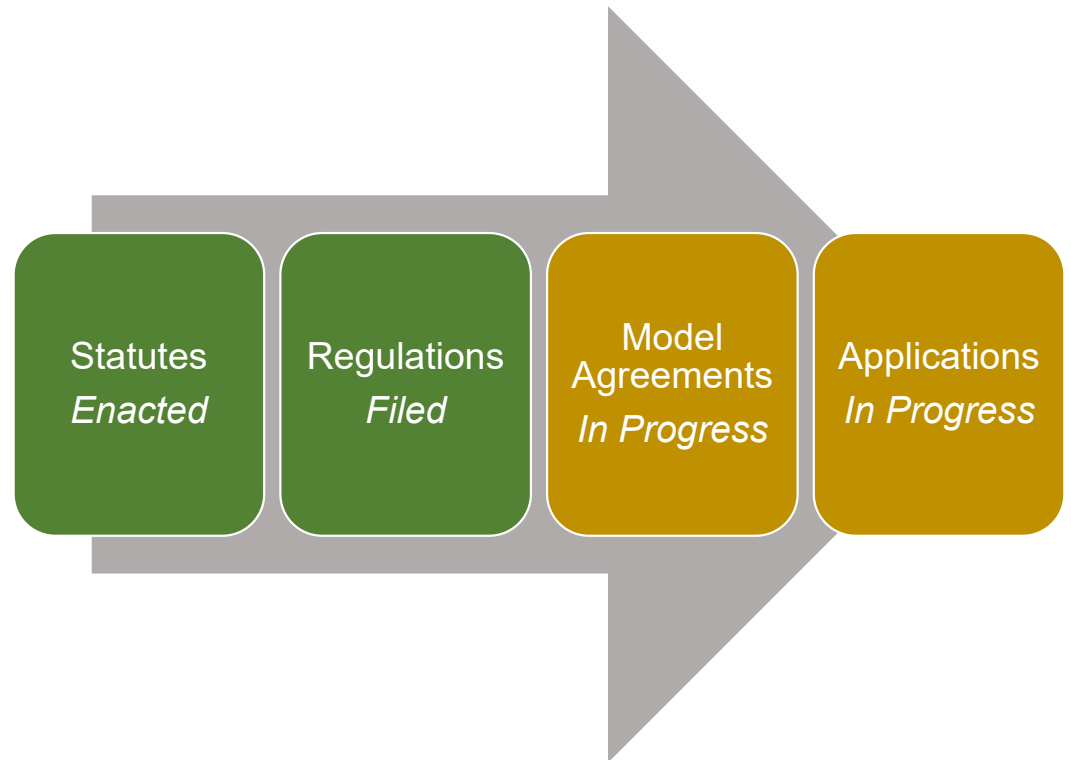 Statutes
Enacted
Regulations
Filed
Model
Agreements
In Progress
Applications
In Progress